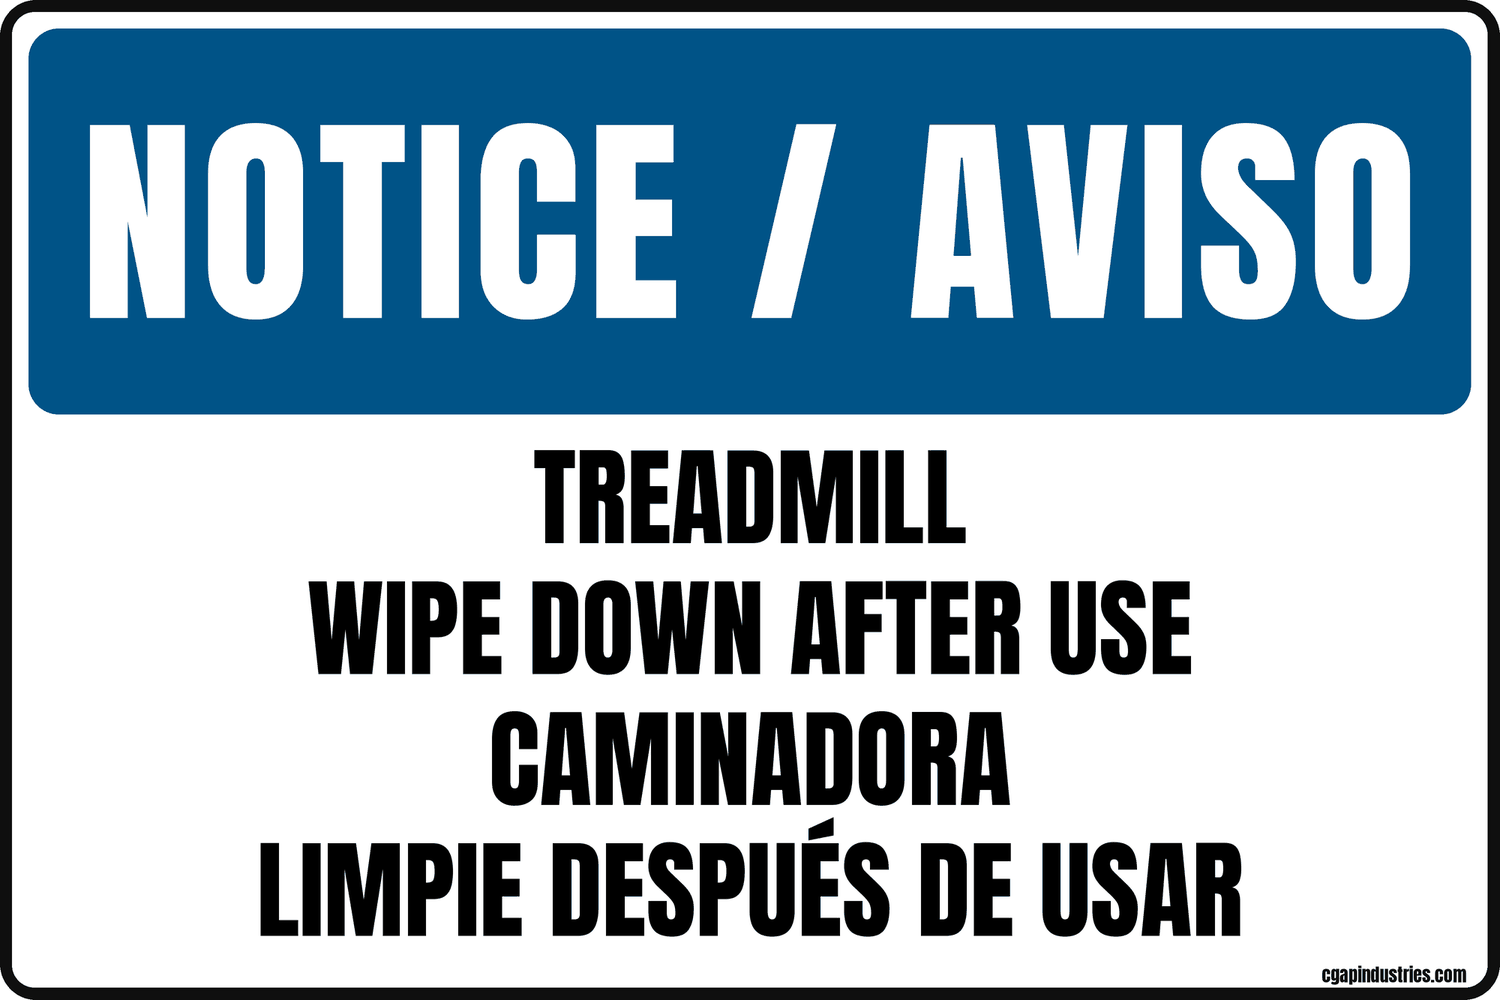 NOTICE / AVISO
TREADMILL
WIPE DOWN AFTER USE
CAMINADORA
LIMPIE DESPUÉS DE USAR
cgapindustries.com